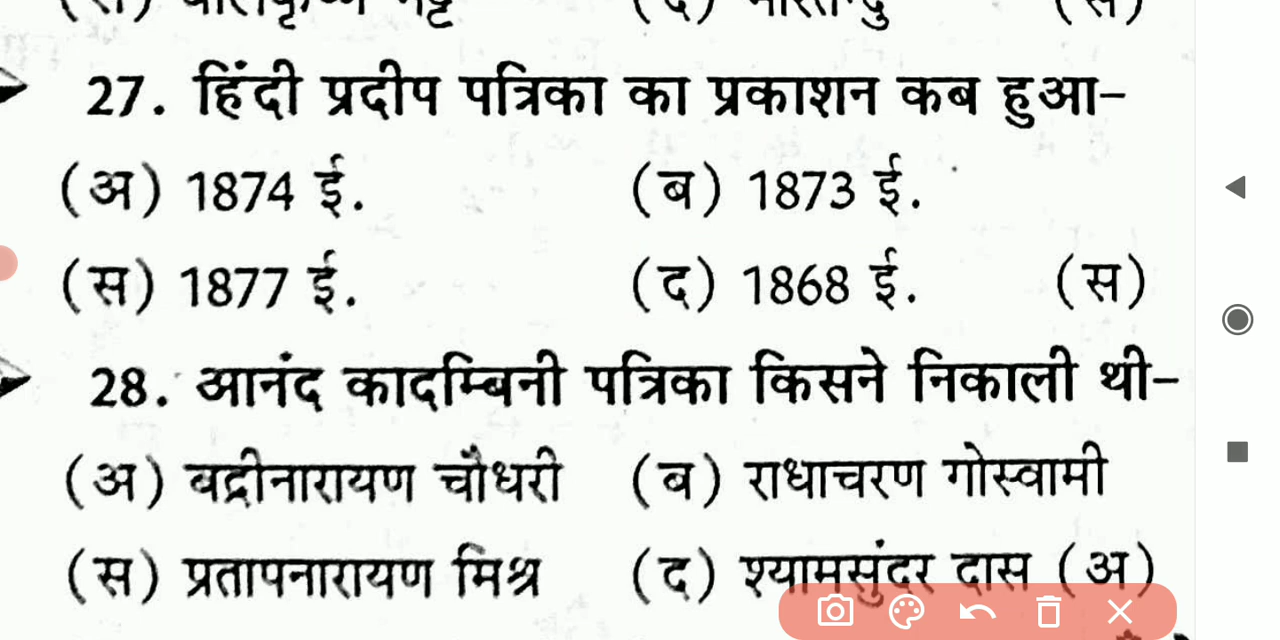 27. हिंदी प्रदीप पत्रिका का प्रकाशन कब हुआ-
(अ) 1874 ई. (ब) 1873 ई.
(स) 1877 ई. (द) 1868 ई. (स)
28. आनंद कादम्बिनी पत्रिका किसने निकाली थी-
(अ) बद्रीनारायण चौधरी (ब) राधाचरण गोस्वामी
(स) प्रतापनारायण मिश्र (द) श्यामसुंदर दास (अ)